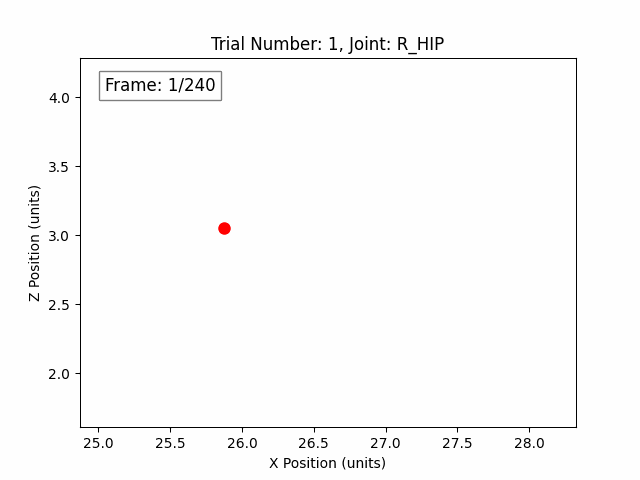 Trial Number: 1, Joint: R_HIP
Frame: 1/240
4.0
3.5
3.0
2.5
2.0
Z Position (units)
25.0 25.5 26.0 26.5 27.0 27.5 28.0
X Position (units)